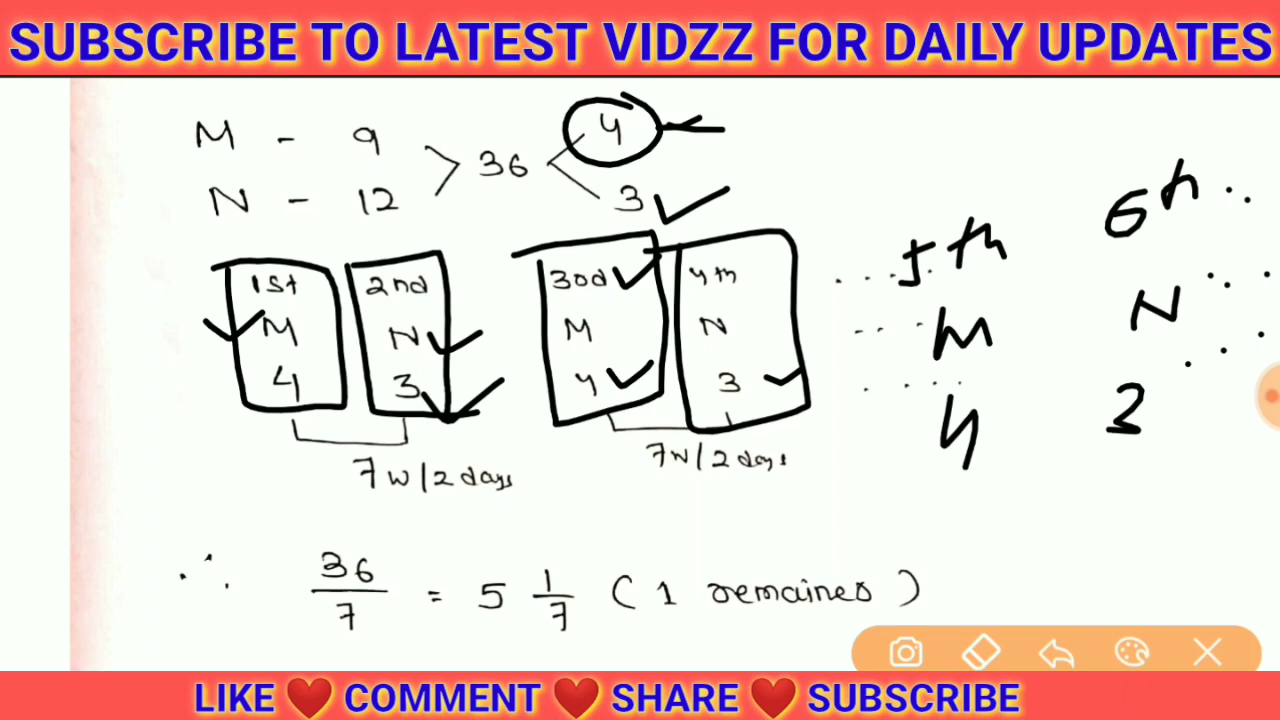 SUBSCRIBE TO LATEST VIDZZ FOR DAILY UPDATES
M - 9
N - 12
36
4
3
1st 2nd 3rd 4th ..... 5th 6th ..
M N M N ... M N ...
4 3 4 3 ..... 4 3 ...
7w/2 days 7w/2 days
∴ 36/7 = 5 1/7 (1 remaines)
LIKE ❤️ COMMENT ❤️ SHARE ❤️ SUBSCRIBE